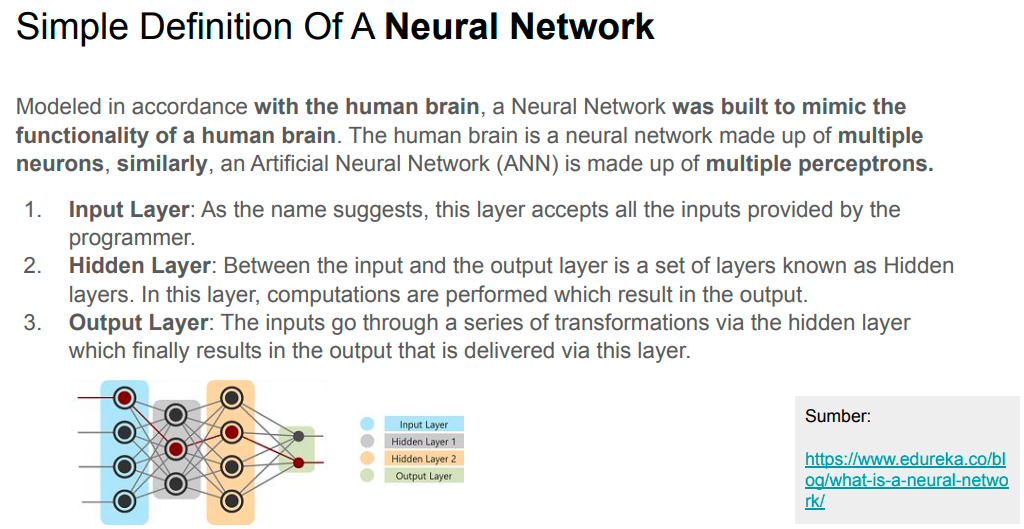 Simple Definition Of A Neural Network
Modeled in accordance with the human brain, a Neural Network was built to mimic the
functionality of a human brain. The human brain is a neural network made up of multiple
neurons, similarly, an Artificial Neural Network (ANN) is made up of multiple perceptrons.
1. Input Layer: As the name suggests, this layer accepts all the inputs provided by the
programmer.
2. Hidden Layer: Between the input and the output layer is a set of layers known as Hidden
layers. In this layer, computations are performed which result in the output.
3. Output Layer: The inputs go through a series of transformations via the hidden layer
which finally results in the output that is delivered via this layer.
Input Layer
Hidden Layer 1
Hidden Layer 2
Output Layer
Sumber:
https://www.edureka.co/bl
og/what-is-a-neural-netwo
rk/